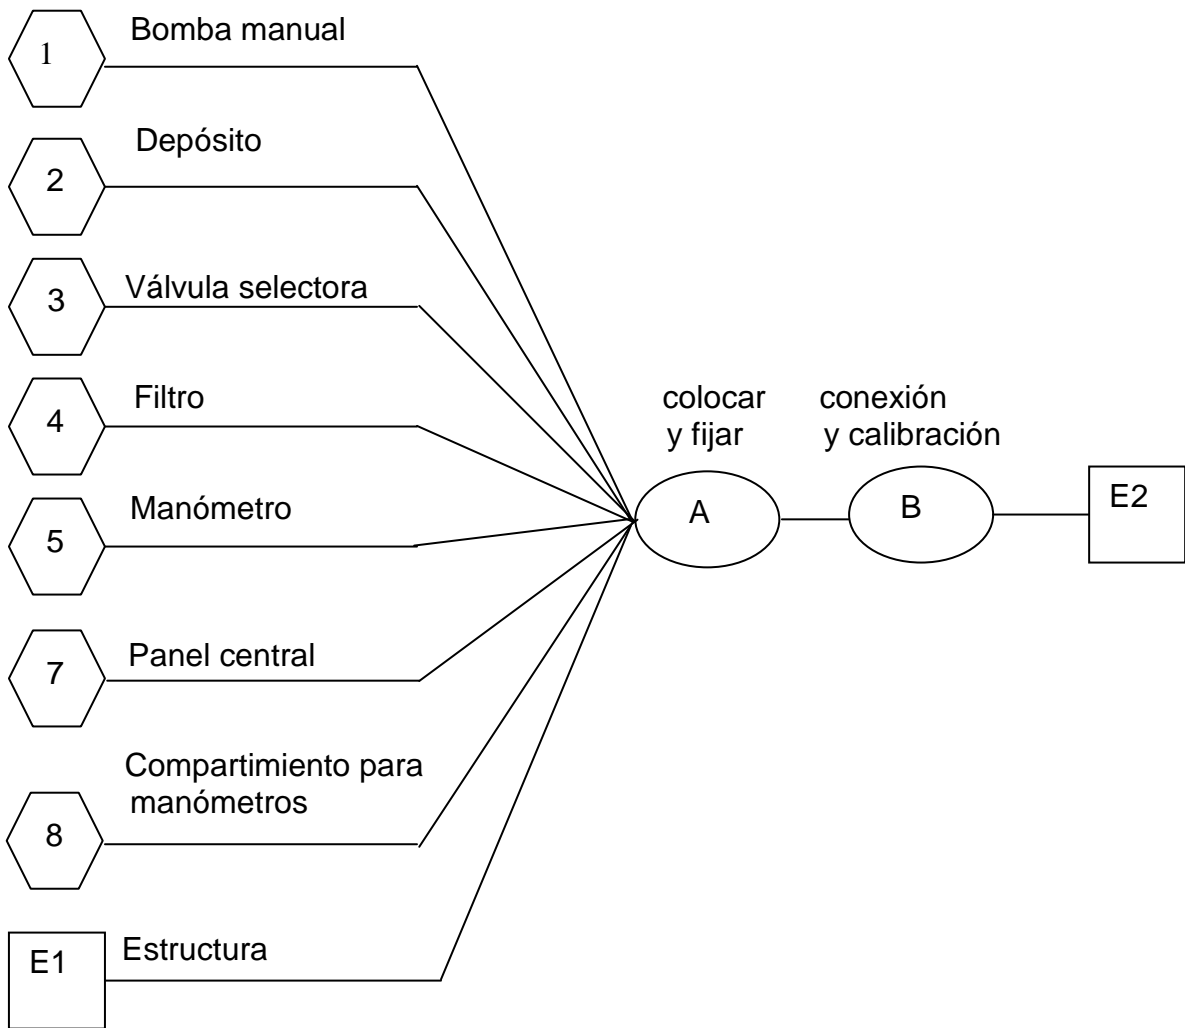 Bomba manual
1
Depósito
2
Válvula selectora
3
Filtro
4
colocar
y fijar
conexión
y calibración
Manómetro
5
A
B
E2
Panel central
7
Compartimiento para
manómetros
8
Estructura
E1